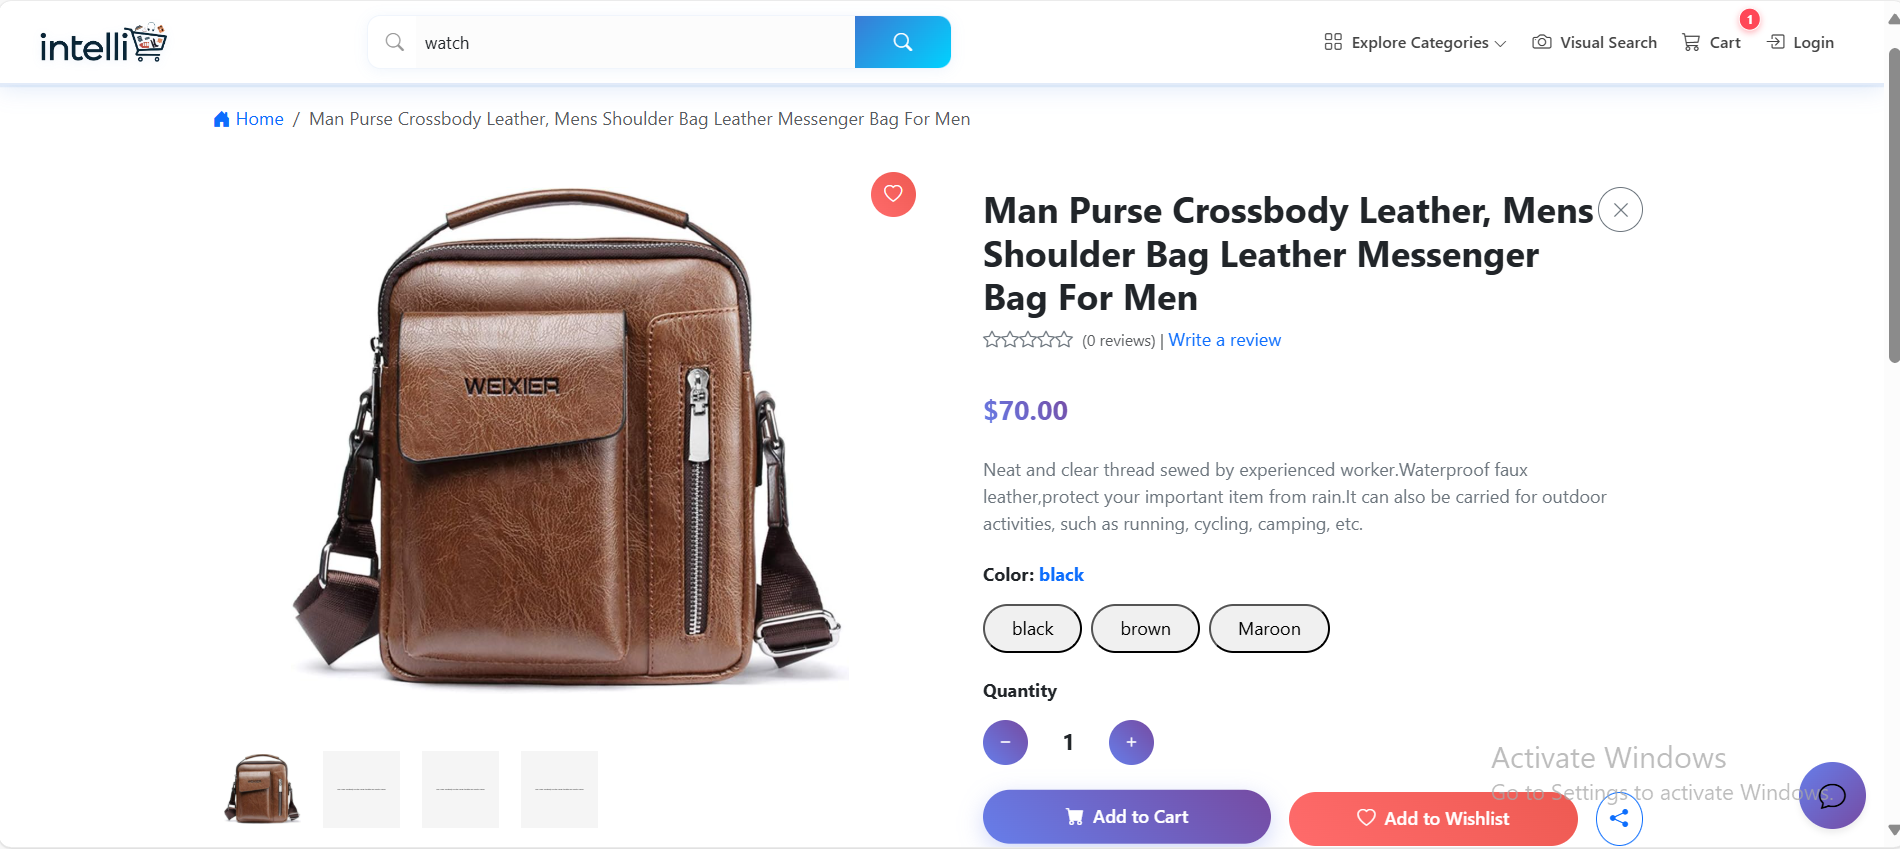 intelli
watch
Explore Categories
Visual Search
1
Cart
Login
Home / Man Purse Crossbody Leather, Mens Shoulder Bag Leather Messenger Bag For Men
WEIXIER
Man Purse Crossbody Leather, Mens
Shoulder Bag Leather Messenger
Bag For Men
(0 reviews) | Write a review
$70.00
Neat and clear thread sewed by experienced worker.Waterproof faux
leather,protect your important item from rain.It can also be carried for outdoor
activities, such as running, cycling, camping, etc.
Color: black
black
brown
Maroon
Quantity
− 1 +
Add to Cart
Add to Wishlist
Activate Windows
Go to Settings to activate Windows.